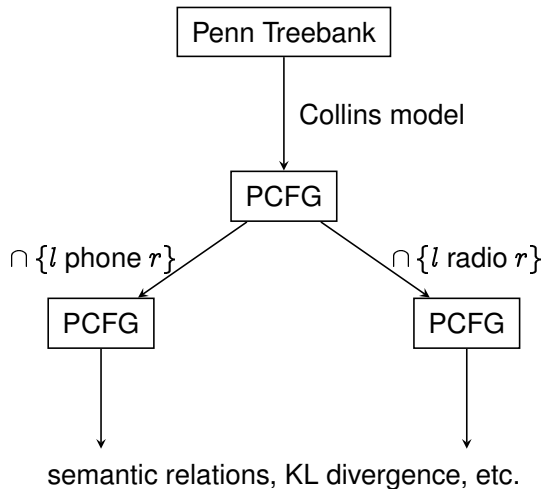 Penn Treebank
Collins model
PCFG
∩ {l phone r}
∩ {l radio r}
PCFG
PCFG
semantic relations, KL divergence, etc.